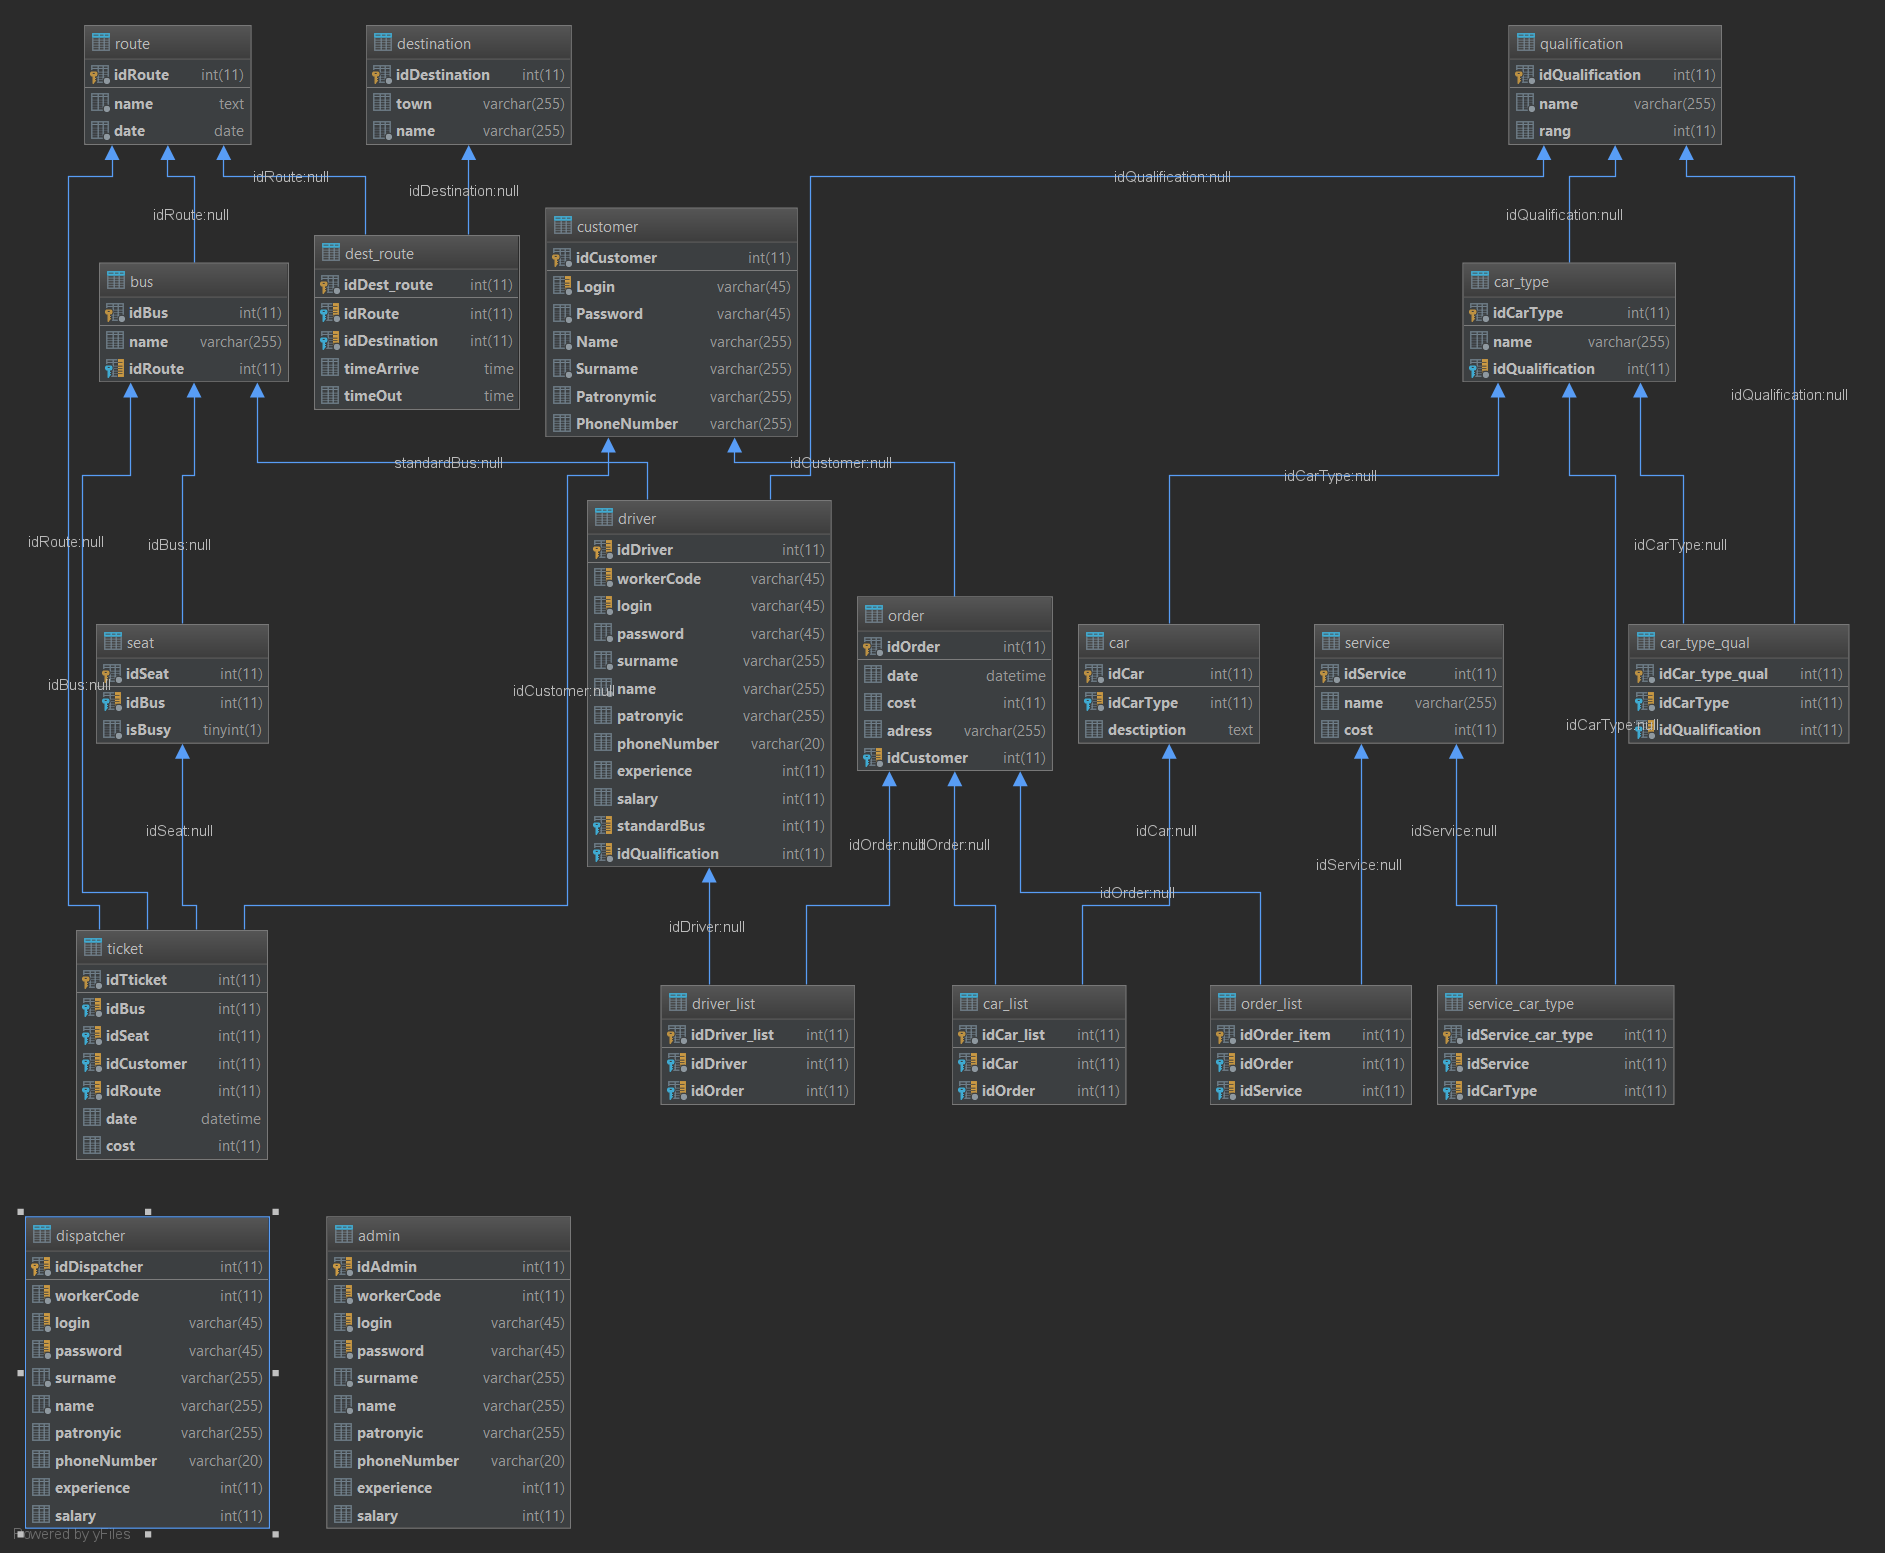 route
idRoute int(11)
name text
date date
destination
idDestination int(11)
town varchar(255)
name varchar(255)
qualification
idQualification int(11)
name varchar(255)
rang int(11)
idRoute:null
idDestination:null
idQualification:null
idRoute:null
idQualification:null
customer
idCustomer int(11)
Login varchar(45)
Password varchar(45)
Name varchar(255)
Surname varchar(255)
Patronymic varchar(255)
PhoneNumber varchar(255)
dest_route
idDest_route int(11)
idRoute int(11)
idDestination int(11)
timeArrive time
timeOut time
bus
idBus int(11)
name varchar(255)
idRoute int(11)
car_type
idCarType int(11)
name varchar(255)
idQualification int(11)
idQualification:null
standardBus:null
idCustomer:null
idCarType:null
idRoute:null
idBus:null
idCarType:null
driver
idDriver int(11)
workerCode varchar(45)
login varchar(45)
password varchar(45)
surname varchar(255)
name varchar(255)
patronyic varchar(255)
phoneNumber varchar(20)
experience int(11)
salary int(11)
standardBus int(11)
idQualification int(11)
order
idOrder int(11)
date datetime
cost int(11)
adress varchar(255)
idCustomer int(11)
seat
idSeat int(11)
idBus int(11)
isBusy tinyint(1)
car
idCar int(11)
idCarType int(11)
desctiption text
service
idService int(11)
name varchar(255)
cost int(11)
car_type_qual
idCar_type_qual int(11)
idCarType int(11)
idQualification int(11)
idBus:null
idCustomer:null
idCarType:null
idSeat:null
idOrder:null
idOrder:null
idCar:null
idService:null
idService:null
idOrder:null
idDriver:null
ticket
idTticket int(11)
idBus int(11)
idSeat int(11)
idCustomer int(11)
idRoute int(11)
date datetime
cost int(11)
driver_list
idDriver_list int(11)
idDriver int(11)
idOrder int(11)
car_list
idCar_list int(11)
idCar int(11)
idOrder int(11)
order_list
idOrder_item int(11)
idOrder int(11)
idService int(11)
service_car_type
idService_car_type int(11)
idService int(11)
idCarType int(11)
dispatcher
idDispatcher int(11)
workerCode int(11)
login varchar(45)
password varchar(45)
surname varchar(255)
name varchar(255)
patronyic varchar(255)
phoneNumber varchar(20)
experience int(11)
salary int(11)
admin
idAdmin int(11)
workerCode int(11)
login varchar(45)
password varchar(45)
surname varchar(255)
name varchar(255)
patronyic varchar(255)
phoneNumber varchar(20)
experience int(11)
salary int(11)
Powered by yFiles